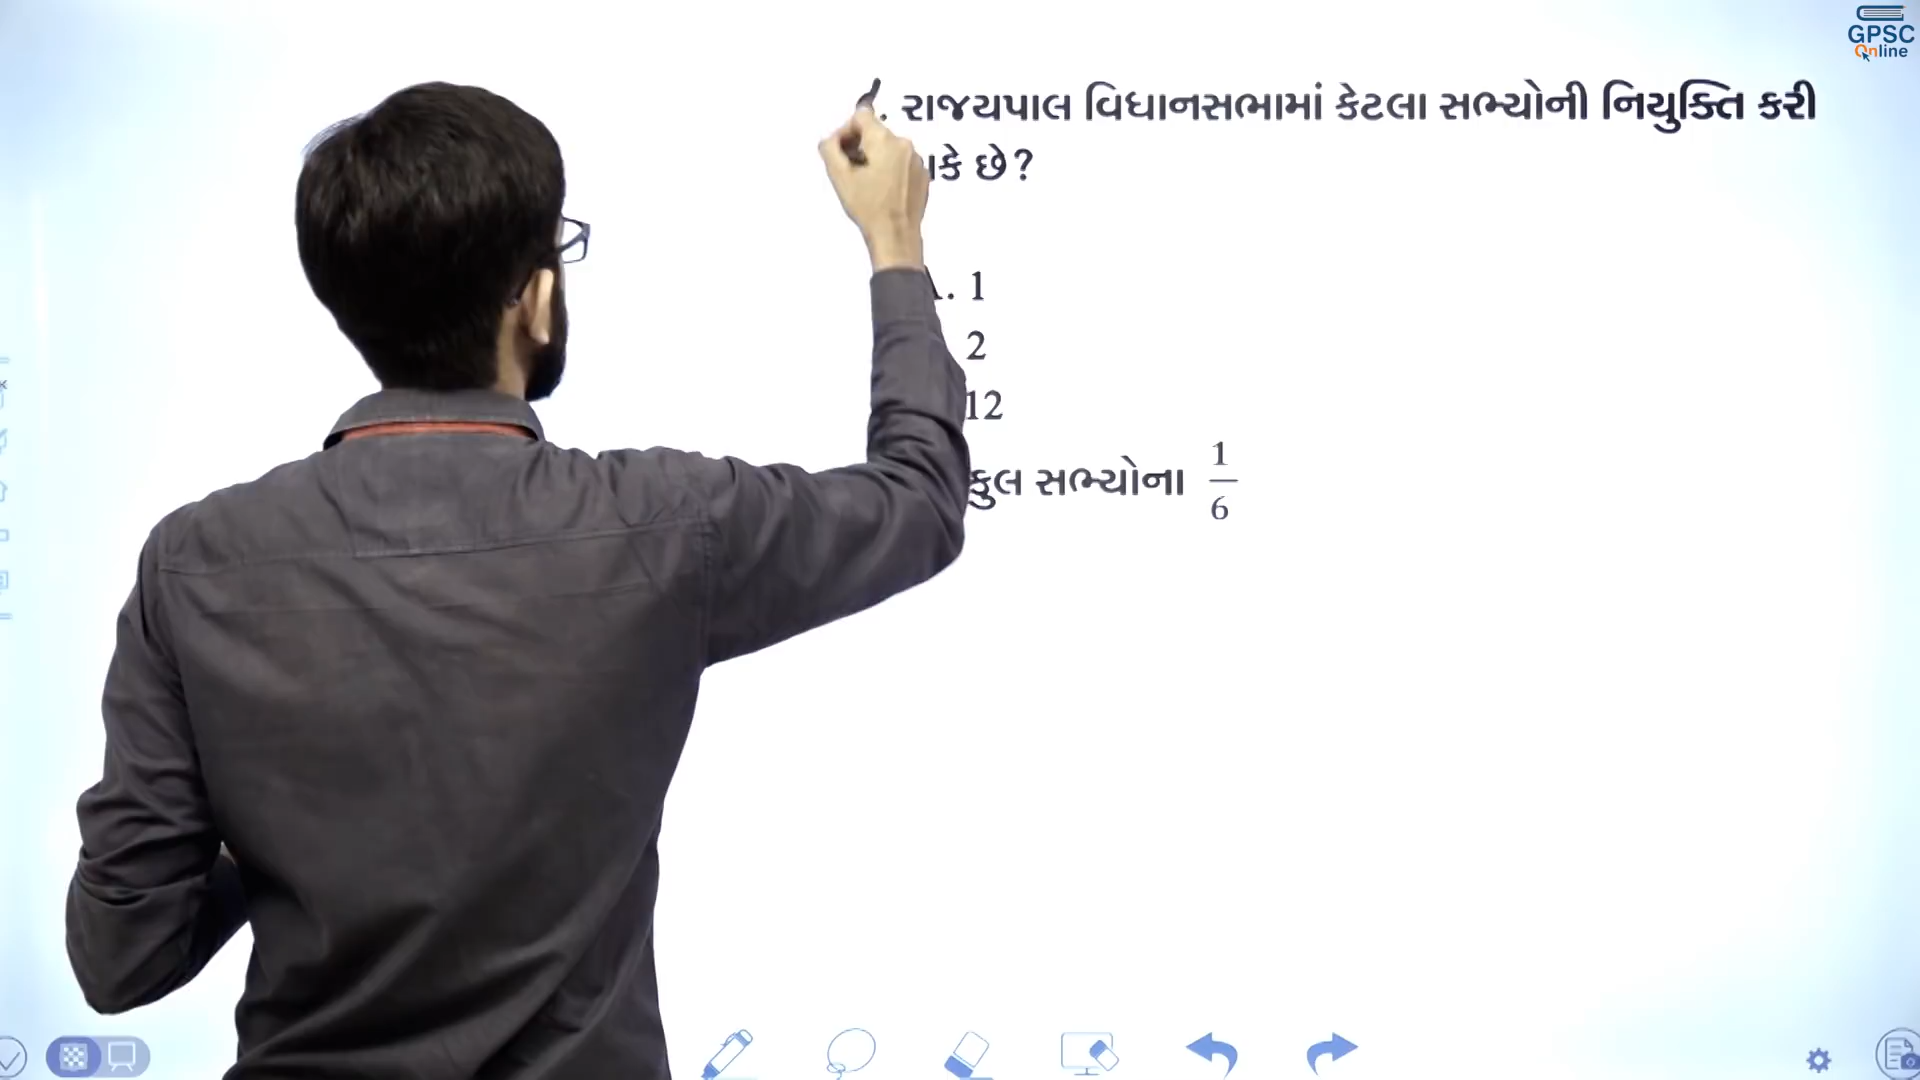 GPSC
Online
રાજયપાલ વિધાનસભામાં કેટલા સભ્યોની નિયુક્તિ કરી
છે?
1
2
12
કુલ સભ્યોના 1/6